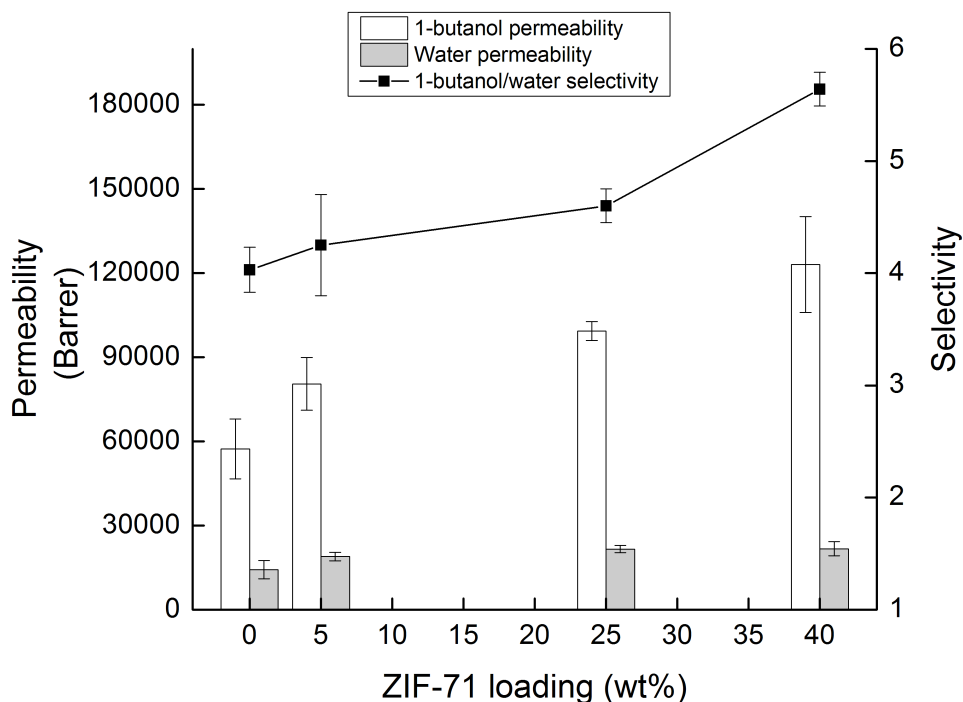 1-butanol permeability
Water permeability
1-butanol/water selectivity
Permeability
(Barrer)
180000
150000
120000
90000
60000
30000
0
6
5
4
3
2
1
Selectivity
0 5 10 15 20 25 30 35 40
ZIF-71 loading (wt%)